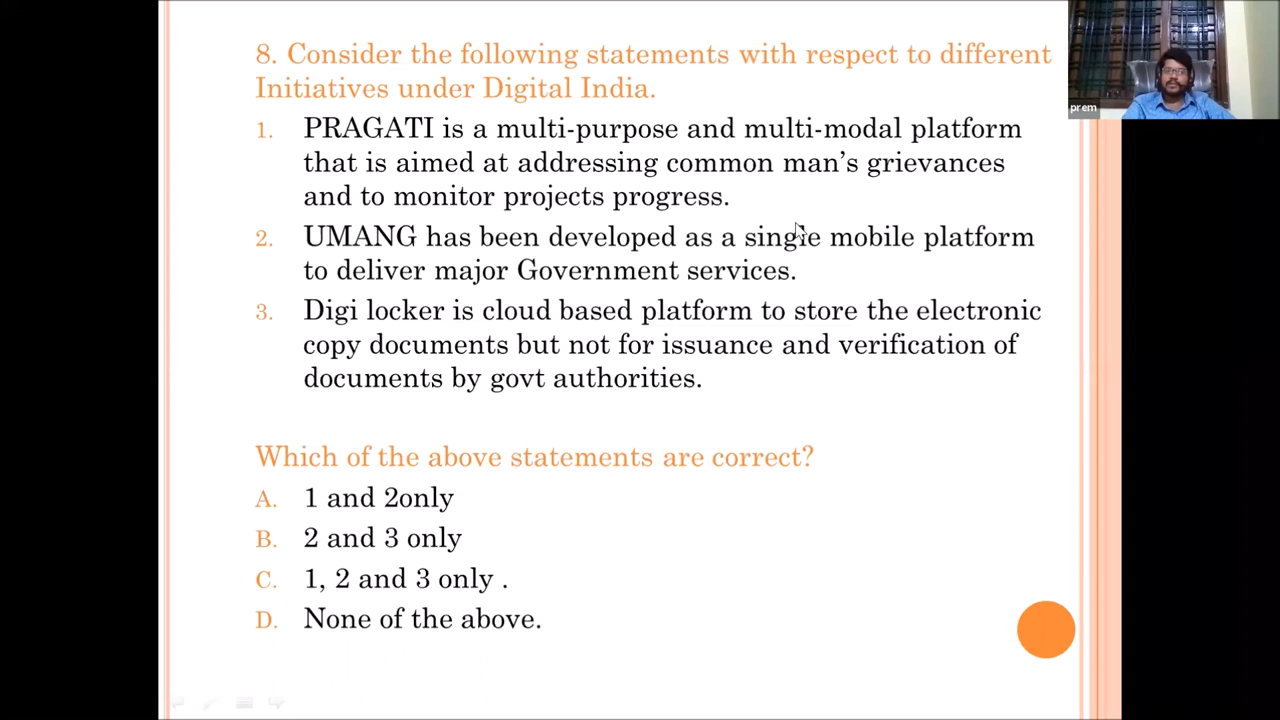 8. Consider the following statements with respect to different
Initiatives under Digital India.
1. PRAGATI is a multi-purpose and multi-modal platform
that is aimed at addressing common man's grievances
and to monitor projects progress.
2. UMANG has been developed as a single mobile platform
to deliver major Government services.
3. Digi locker is cloud based platform to store the electronic
copy documents but not for issuance and verification of
documents by govt authorities.
Which of the above statements are correct?
A. 1 and 2only
B. 2 and 3 only
C. 1, 2 and 3 only .
D. None of the above.
prem